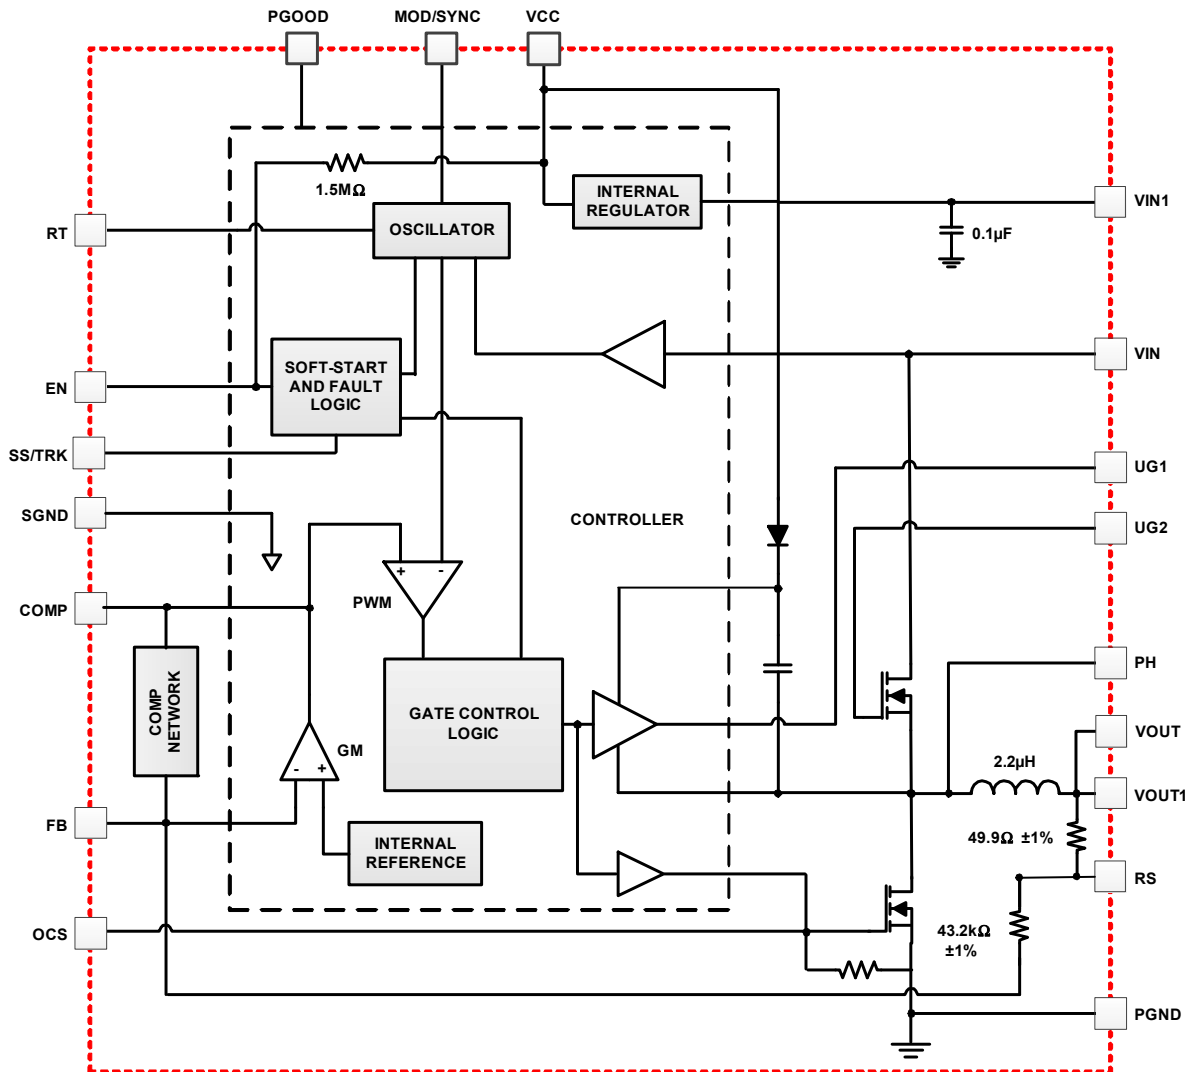 PGOOD
MOD/SYNC
VCC
1.5MΩ
INTERNAL
REGULATOR
VIN1
RT
OSCILLATOR
0.1µF
VIN
SOFT-START
AND FAULT
LOGIC
EN
SS/TRK
UG1
SGND
CONTROLLER
UG2
+
-
PWM
COMP
PH
COMP
NETWORK
GATE CONTROL
LOGIC
VOUT
GM
-
+
2.2µH
VOUT1
FB
INTERNAL
REFERENCE
49.9Ω ±1%
RS
OCS
43.2kΩ
±1%
PGND